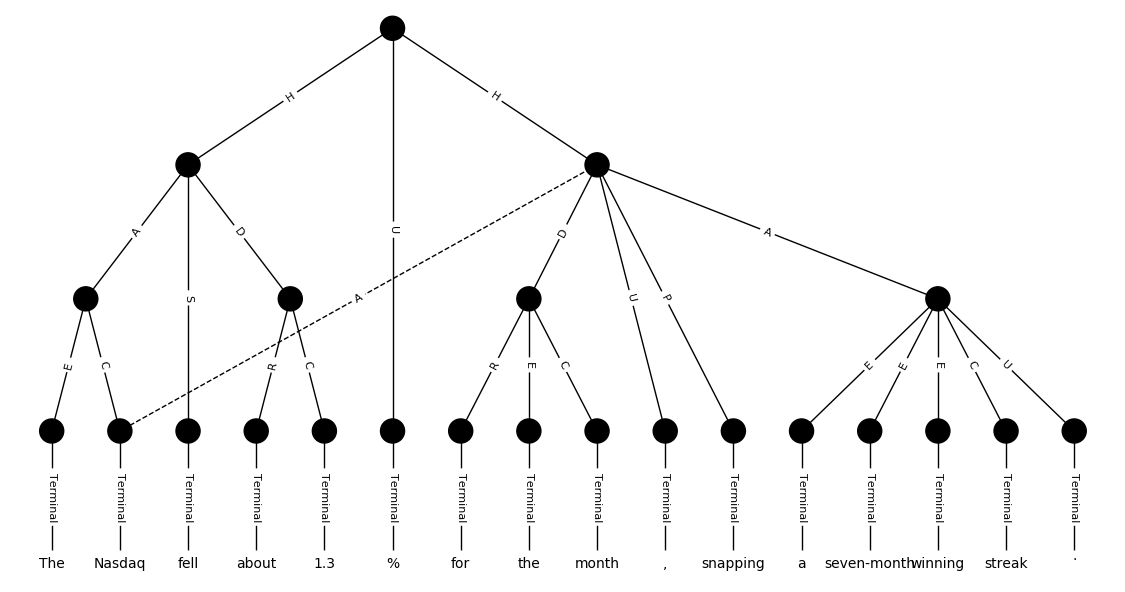 H H
A D A
S U A D U P
E C R C R E C E E E C U
Terminal Terminal Terminal Terminal Terminal Terminal Terminal Terminal Terminal Terminal Terminal Terminal Terminal Terminal Terminal Terminal
The Nasdaq fell about 1.3 % for the month , snapping a seven-month winning streak .